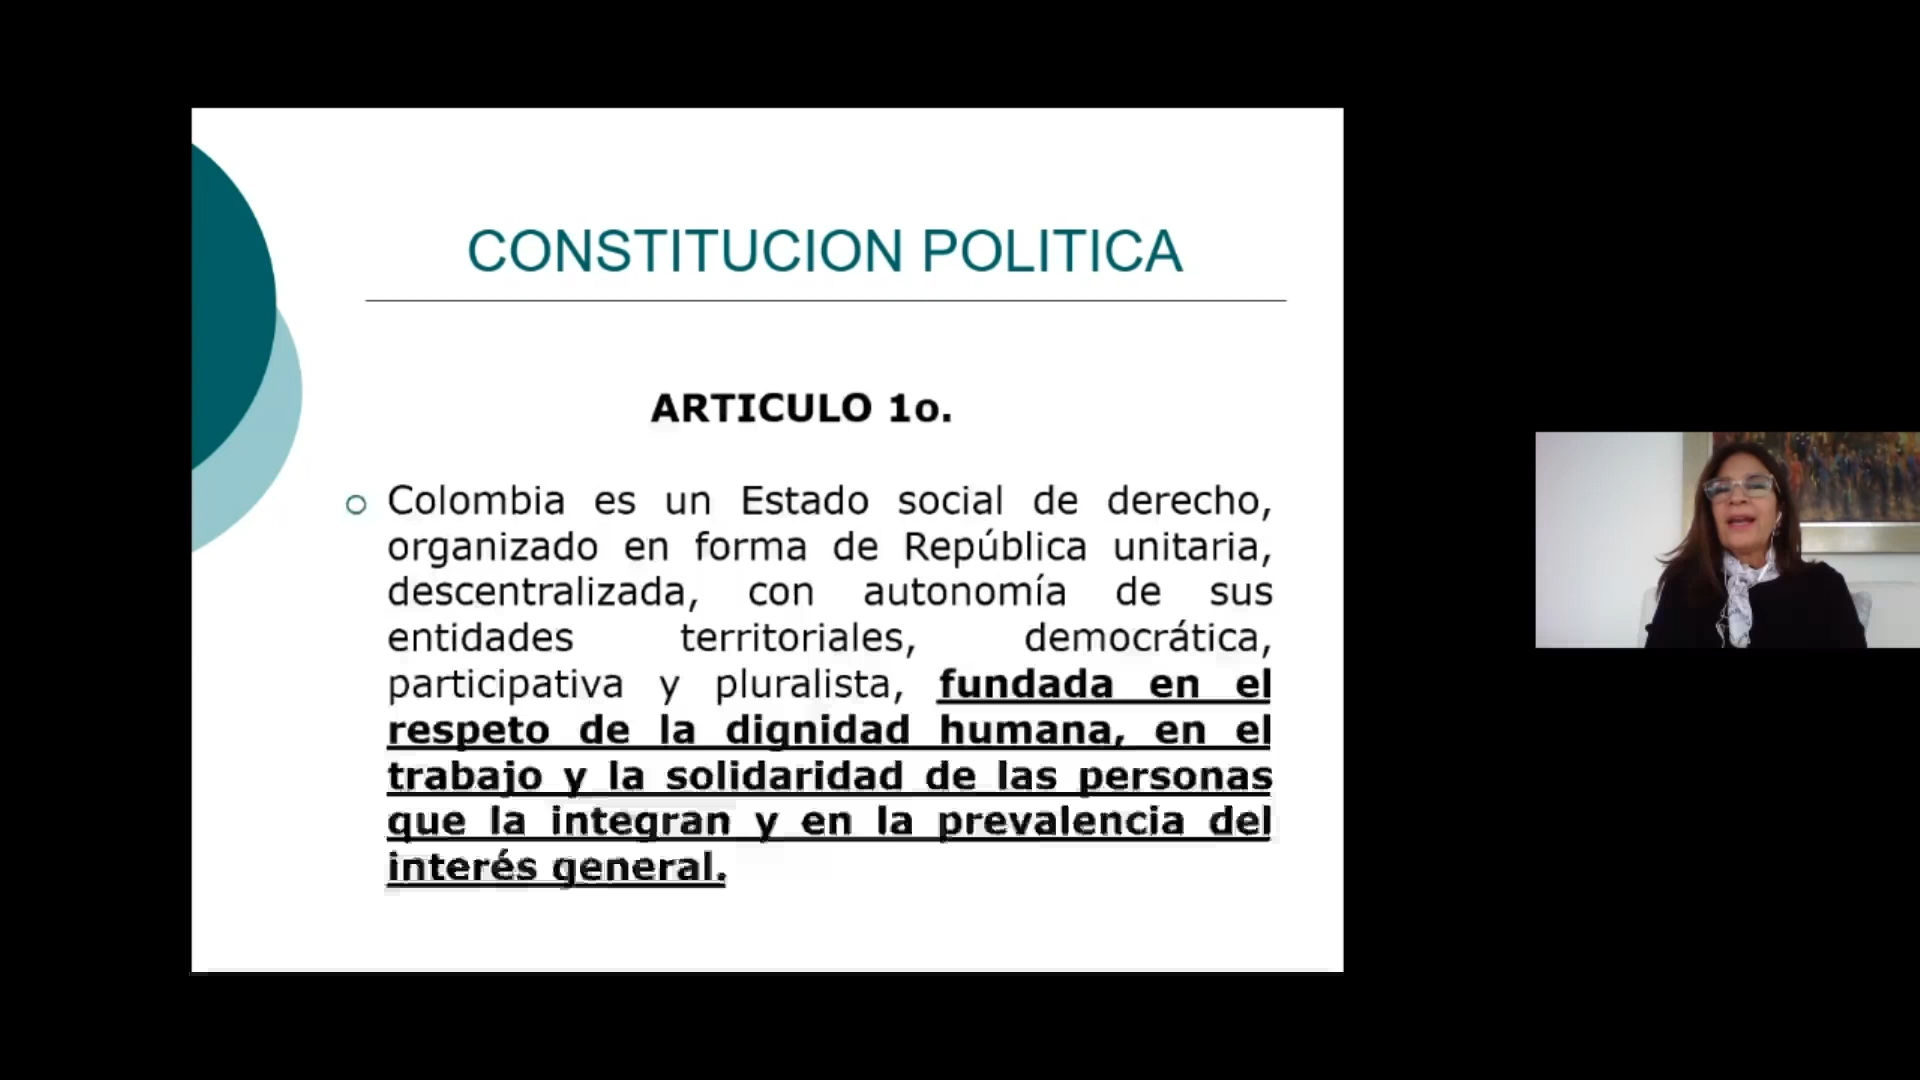 CONSTITUCION POLITICA
ARTICULO 1o.
Colombia es un Estado social de derecho,
organizado en forma de República unitaria,
descentralizada, con autonomía de sus
entidades territoriales, democrática,
participativa y pluralista, fundada en el
respeto de la dignidad humana, en el
trabajo y la solidaridad de las personas
que la integran y en la prevalencia del
interés general.